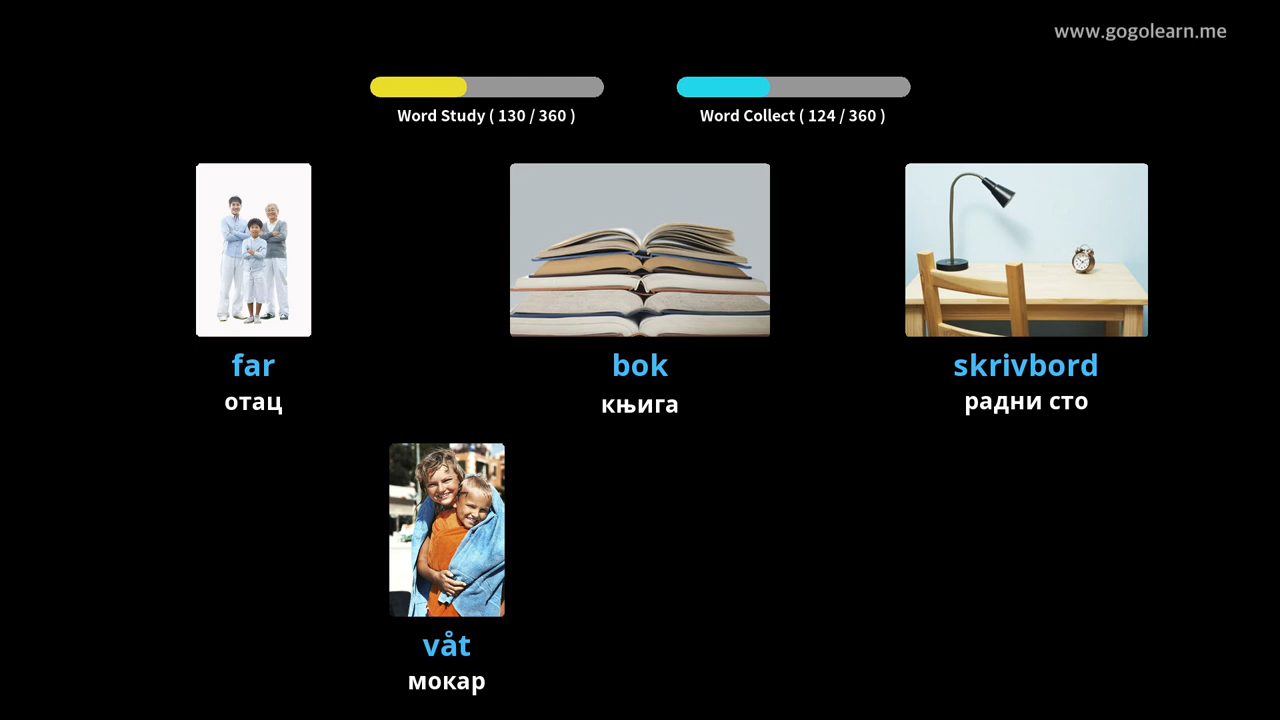 www.gogolearn.me
Word Study ( 130 / 360 )
Word Collect ( 124 / 360 )
far
отац
bok
књига
skrivbord
радни сто
våt
мокар